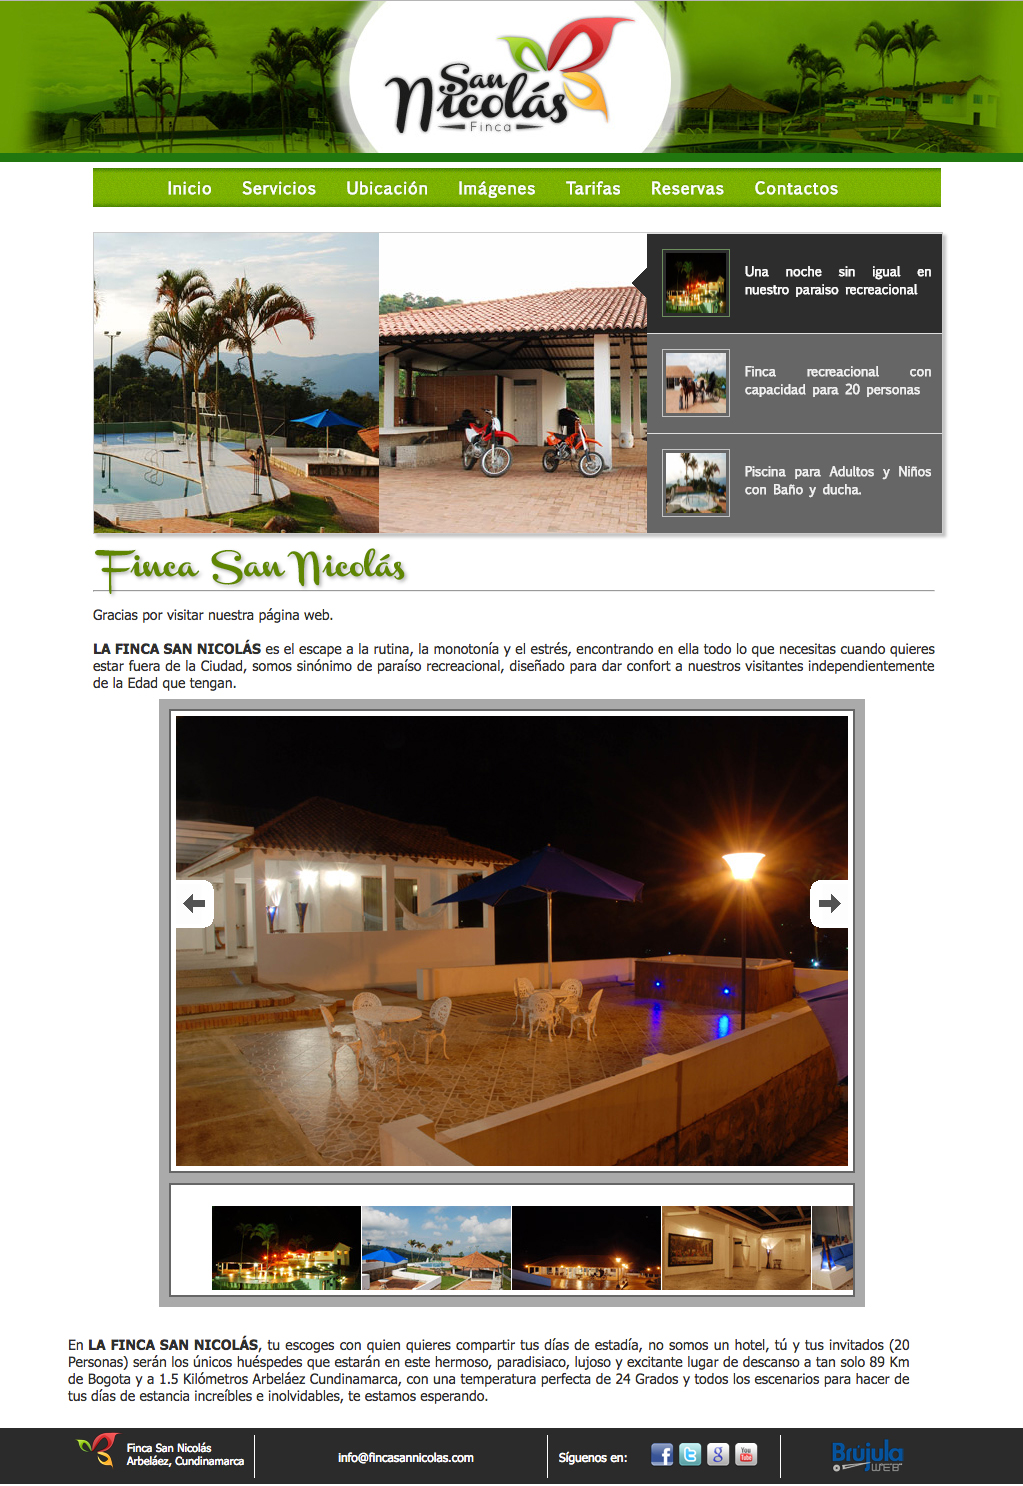 San
Nicolás
Finca
Inicio Servicios Ubicación Imágenes Tarifas Reservas Contactos
Una noche sin igual en
nuestro paraiso recreacional
Finca recreacional con
capacidad para 20 personas
Piscina para Adultos y Niños
con Baño y ducha.
Finca San Nicolás
Gracias por visitar nuestra página web.
LA FINCA SAN NICOLÁS es el escape a la rutina, la monotonía y el estrés, encontrando en ella todo lo que necesitas cuando quieres
estar fuera de la Ciudad, somos sinónimo de paraíso recreacional, diseñado para dar confort a nuestros visitantes independientemente
de la Edad que tengan.
En LA FINCA SAN NICOLÁS, tu escoges con quien quieres compartir tus días de estadía, no somos un hotel, tú y tus invitados (20
Personas) serán los únicos huéspedes que estarán en este hermoso, paradisiaco, lujoso y excitante lugar de descanso a tan solo 89 Km
de Bogota y a 1.5 Kilómetros Arbeláez Cundinamarca, con una temperatura perfecta de 24 Grados y todos los escenarios para hacer de
tus días de estancia increíbles e inolvidables, te estamos esperando.
Finca San Nicolás
Arbeláez, Cundinamarca
info@fincasannicolas.com
Síguenos en:
You
Tube
Brújula
WEB